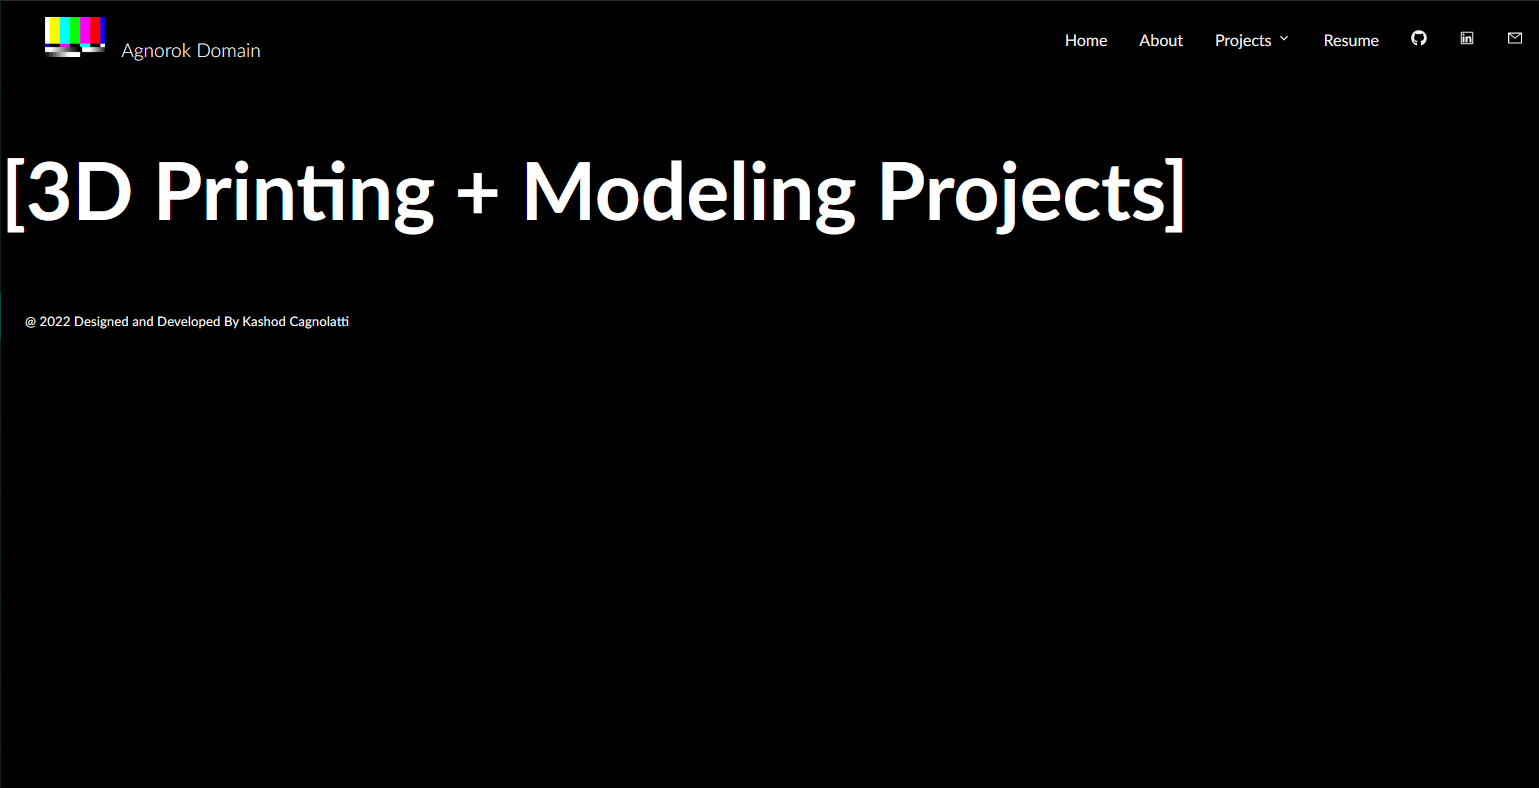 Agnorok Domain
Home About Projects Resume
[3D Printing + Modeling Projects]
@ 2022 Designed and Developed By Kashod Cagnolatti